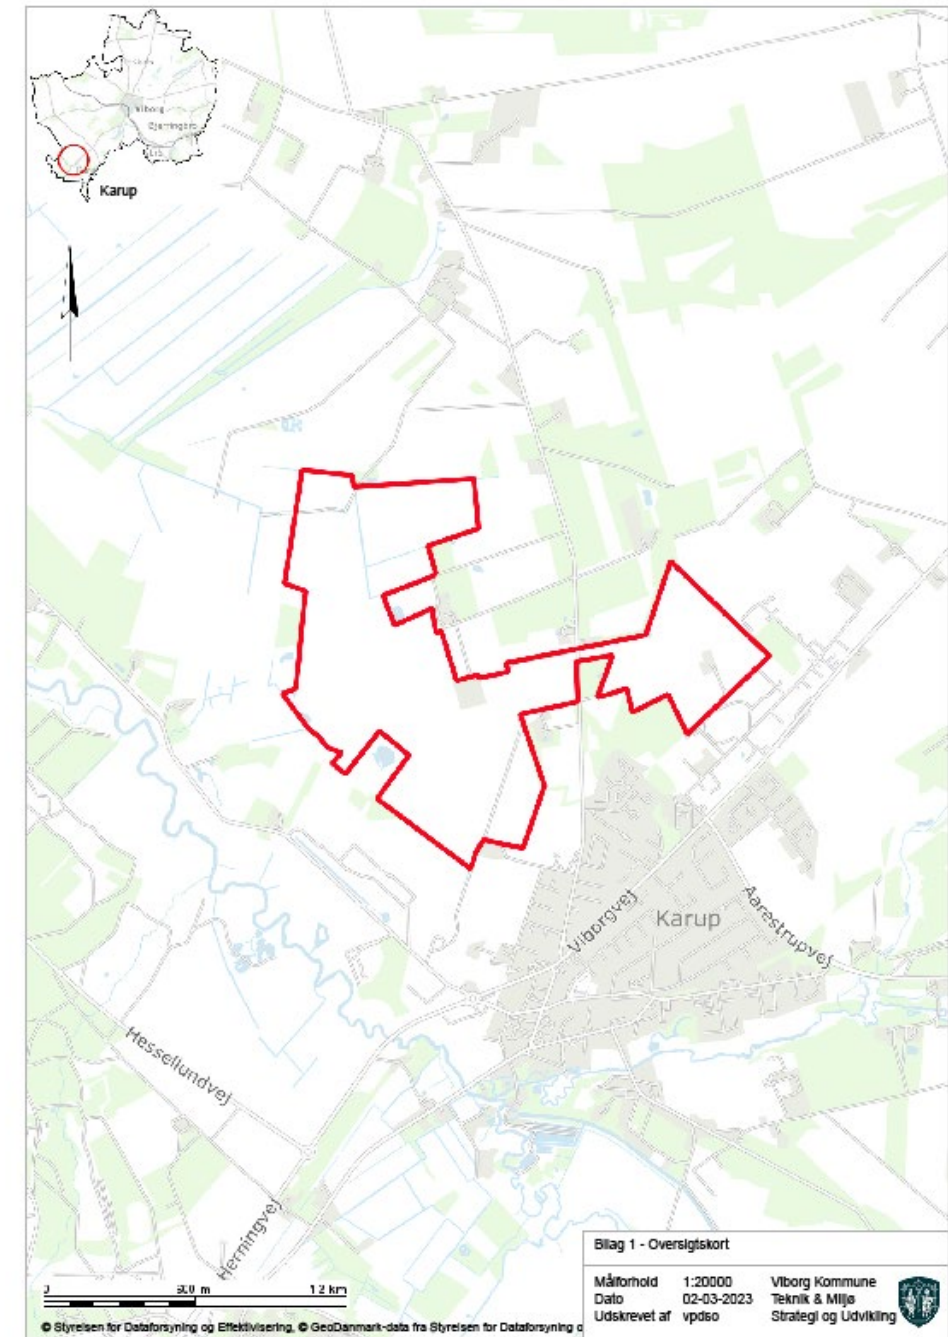 Viborg
Bjerringbro
Karup
Viborgvej
Karup
Aarestrupvej
Hessellundvej
Herningvej
600 m
1.2 km
Bilag 1 - Oversigtskort
Målforhold 1:20000 Viborg Kommune
Dato 02-03-2023 Teknik & Miljø
Udskrevet af vpdso Strategi og Udvikling
© Styrelsen for Dataforsyning og Effektivisering, © GeoDanmark-data fra Styrelsen for Dataforsyning o